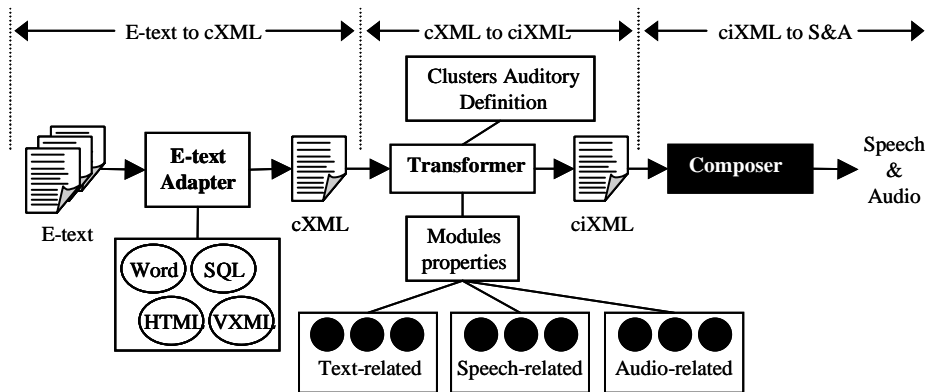 E-text to cXML
cXML to ciXML
ciXML to S&A
Clusters Auditory
Definition
E-text
Adapter
Transformer
Composer
Speech
&
Audio
E-text
cXML
ciXML
Modules
properties
Word
SQL
HTML
VXML
Text-related
Speech-related
Audio-related